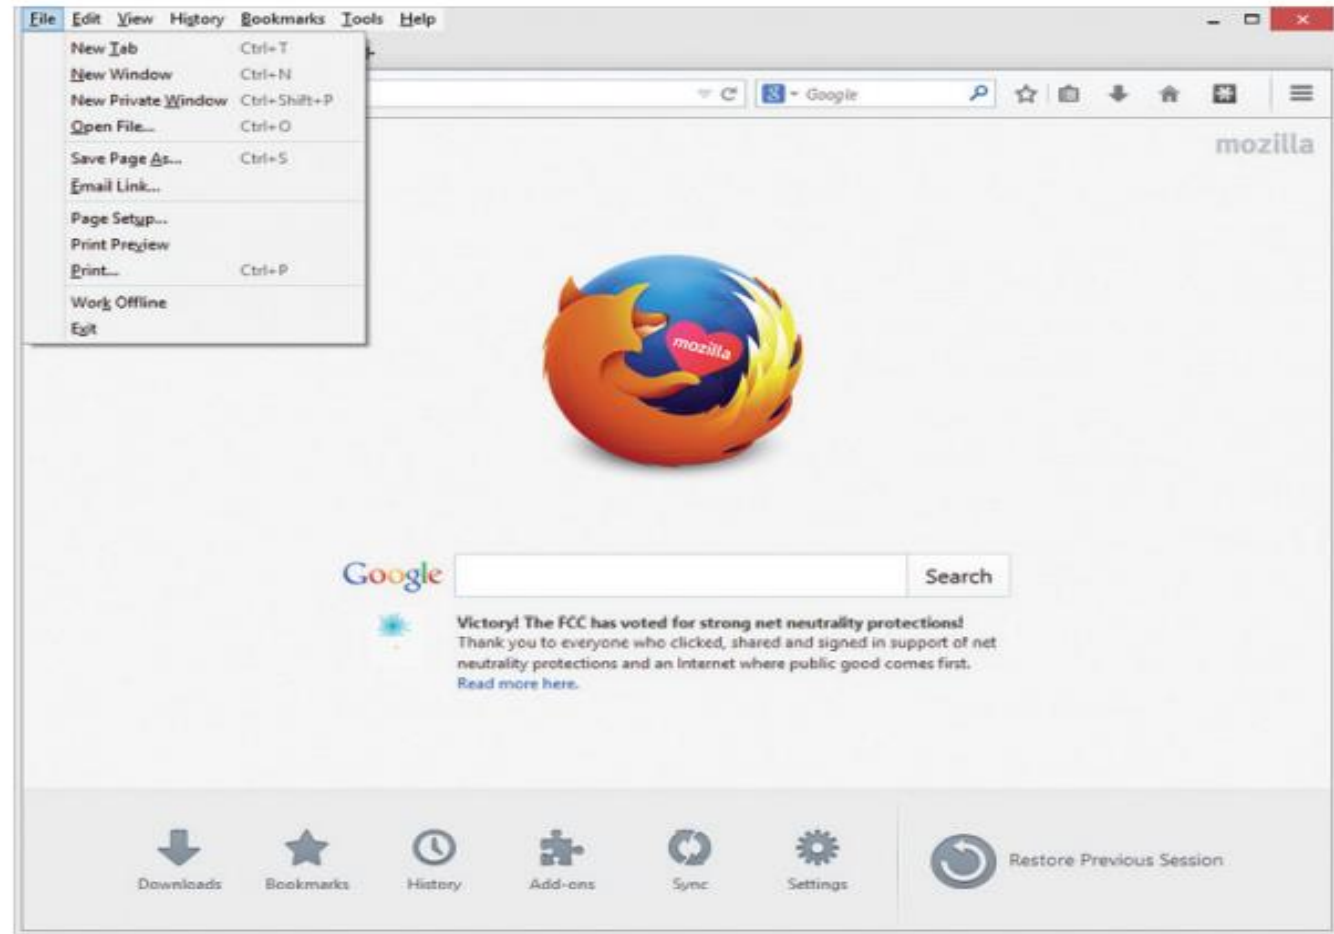 File Edit View History Bookmarks Tools Help
New Tab Ctrl+T
New Window Ctrl+N
New Private Window Ctrl+Shift+P
Open File... Ctrl+O
Save Page As... Ctrl+S
Email Link...
Page Setup...
Print Preview
Print... Ctrl+P
Work Offline
Exit
Google
mozilla
mozilla
Google Search
Victory! The FCC has voted for strong net neutrality protections!
Thank you to everyone who clicked, shared and signed in support of net
neutrality protections and an Internet where public good comes first.
Read more here.
Downloads Bookmarks History Add-ons Sync Settings Restore Previous Session